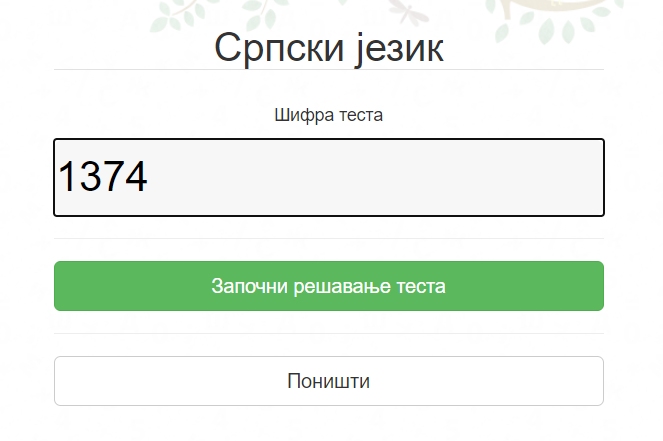 Српски језик
Шифра теста
1374
Започни решавање теста
Поништи